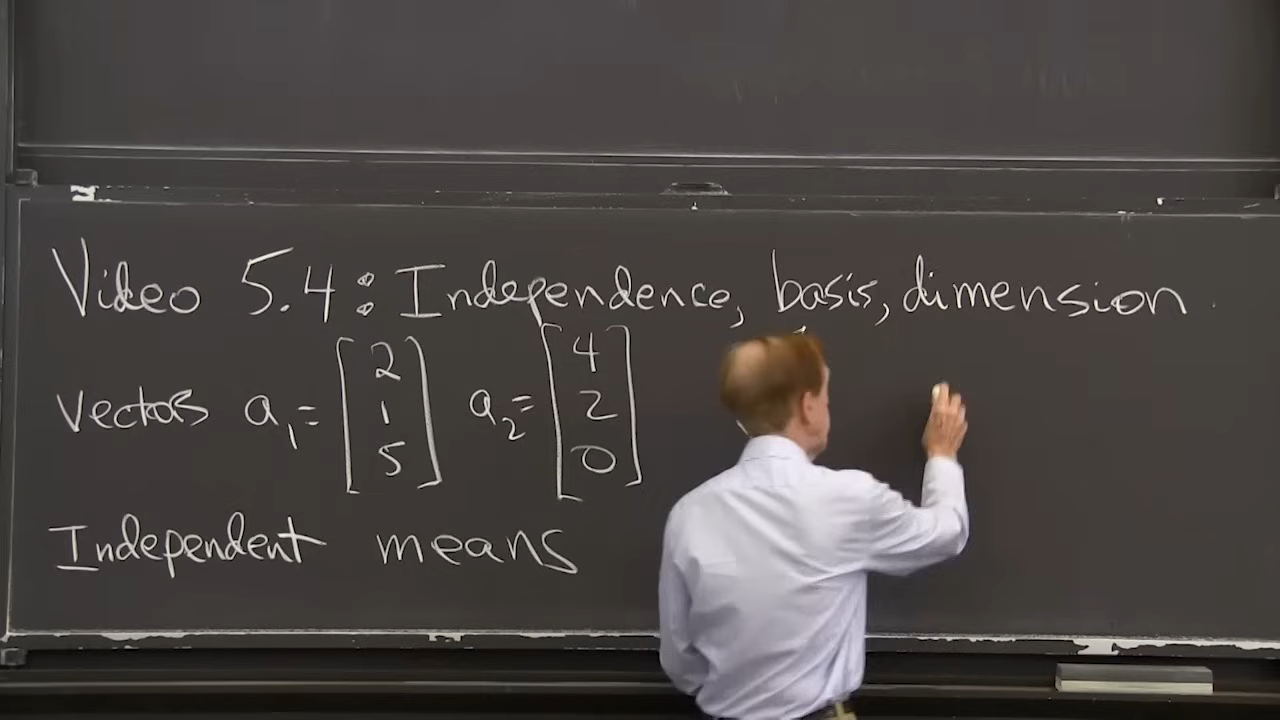 Video 5.4: Independence, basis, dimension.
Vectors a₁ = [2 1 5] a₂ = [4 2 0]
Independent means